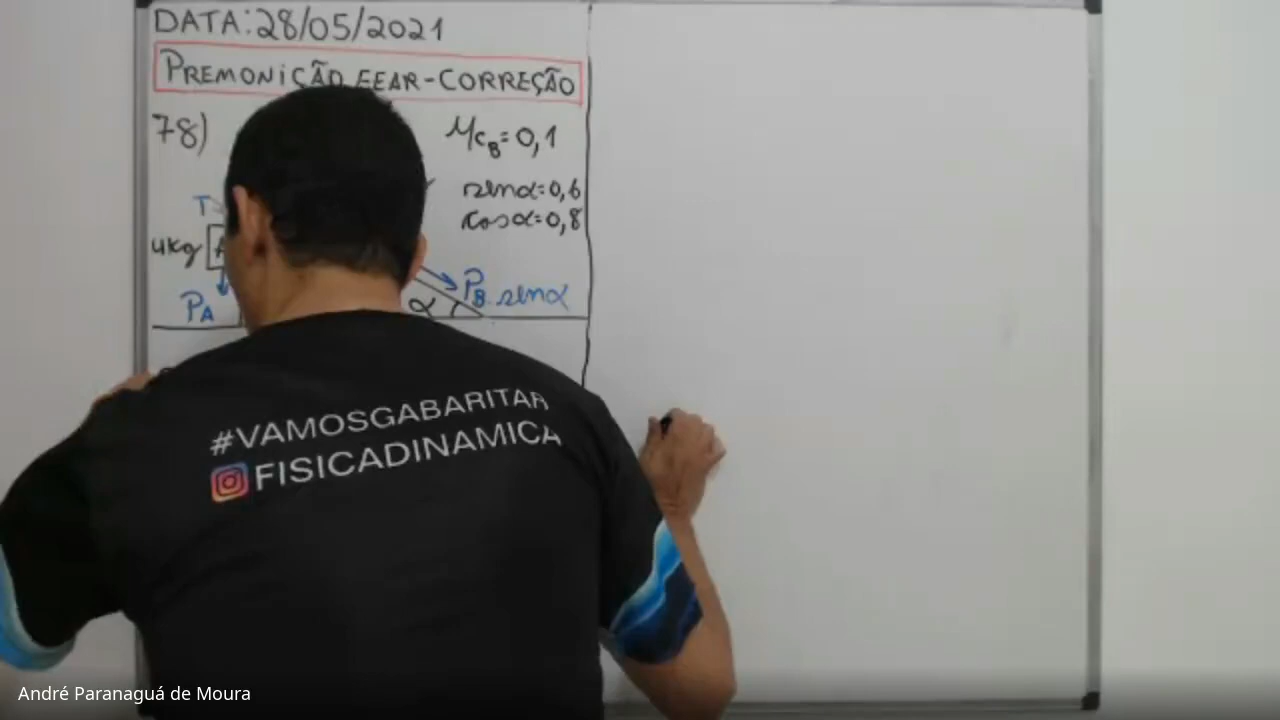 DATA: 28/05/2021
PREMONIÇÃO EEAR-CORREÇÃO
78)
μcB=0,1
senα=0,6
cosα=0,8
T
4kg
PA
α
PB.senα
#VAMOSGABARITAR
FISICADINAMICA
André Paranaguá de Moura